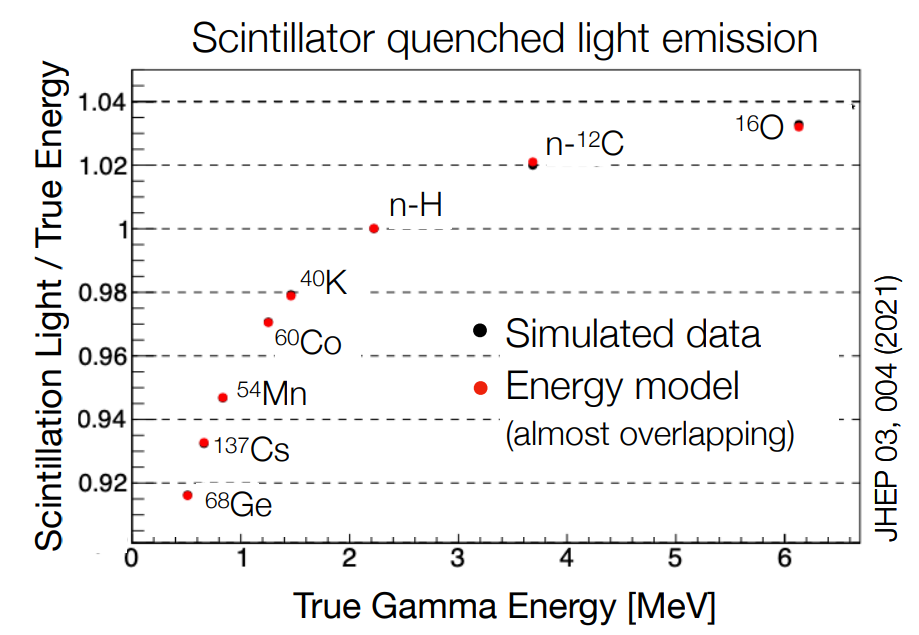 Scintillator quenched light emission
Scintillation Light / True Energy
1.04
1.02
1
0.98
0.96
0.94
0.92
¹⁶O
n-¹²C
n-H
⁴⁰K
⁶⁰Co
⁵⁴Mn
¹³⁷Cs
⁶⁸Ge
Simulated data
Energy model
(almost overlapping)
JHEP 03, 004 (2021)
0 1 2 3 4 5 6
True Gamma Energy [MeV]